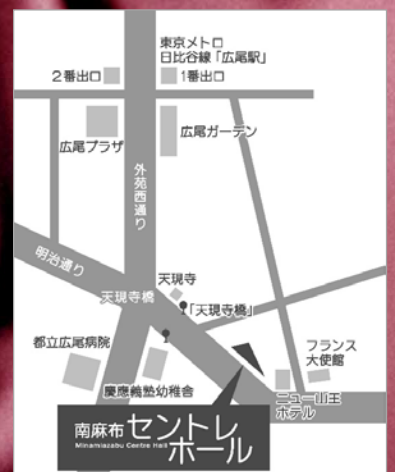 東京メトロ
日比谷線「広尾駅」
2番出口
1番出口
広尾プラザ
広尾ガーデン
外苑西通り
明治通り
天現寺
天現寺橋
「天現寺橋」
都立広尾病院
慶應義塾幼稚舎
フランス
大使館
ニュー山王
ホテル
南麻布セントレ
ホール
Minamiazabu Centre Hall